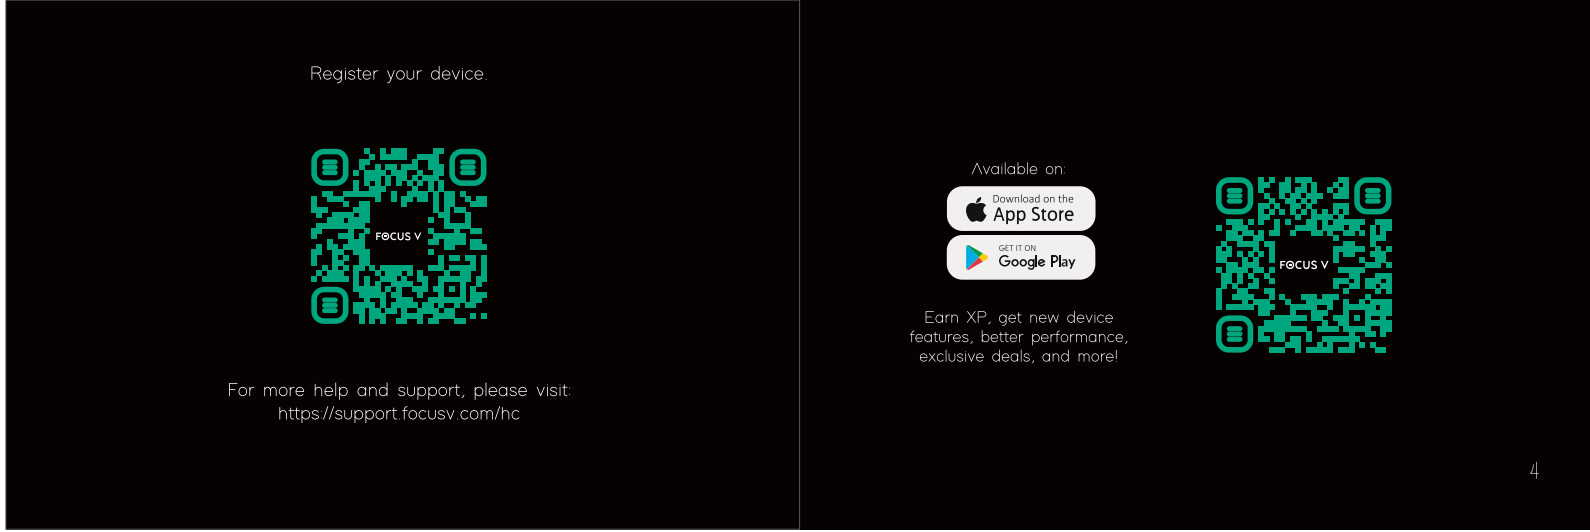 Register your device.
FOCUS V
For more help and support, please visit:
https://support.focusv.com/hc
Available on:
Download on the
App Store
GET IT ON
Google Play
Earn XP, get new device
features, better performance,
exclusive deals, and more!
FOCUS V
4